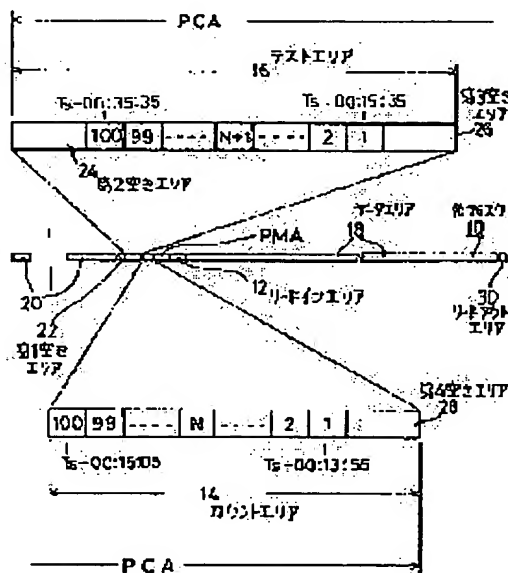 PCA
テストエリア
16
Ts-00:35:35
Ts-00:15:35
100 99 ---- N+1 ---- 2 1
第3空きエリア
26
24
第2空きエリア
PMA
データエリア
18
光ディスク
10
20
22
第1空きエリア
12
リードインエリア
30
リードアウトエリア
100 99 ---- N ---- 2 1
第4空きエリア
28
Ts-00:15:05
Ts-00:13:55
14
カウントエリア
PCA